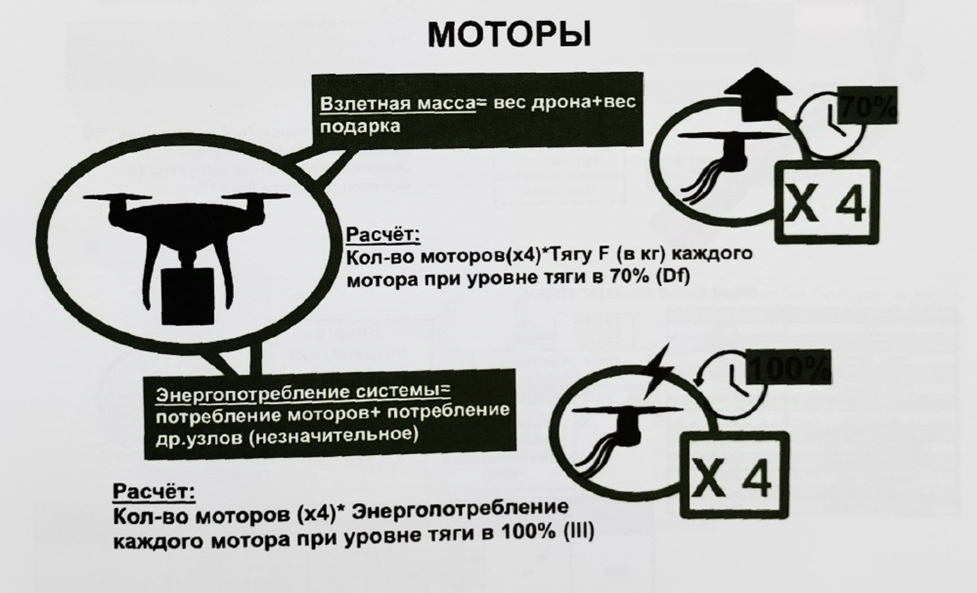 МОТОРЫ
Взлетная масса= вес дрона+вес
подарка
70%
X 4
Расчёт:
Кол-во моторов(х4)*Тягу F (в кг) каждого
мотора при уровне тяги в 70% (Df)
100%
Энергопотребление системы=
потребление моторов+ потребление
др.узлов (незначительное)
X 4
Расчёт:
Кол-во моторов (х4)* Энергопотребление
каждого мотора при уровне тяги в 100% (III)